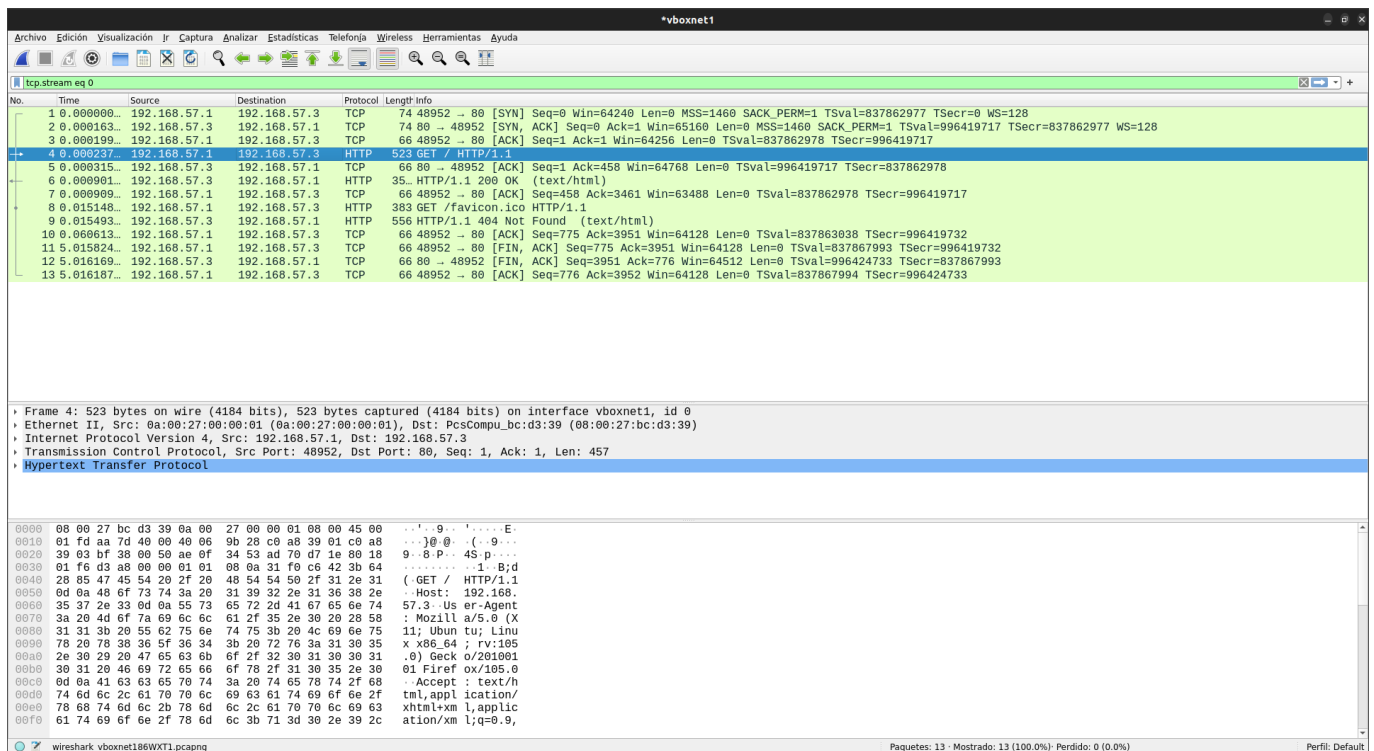 *vboxnet1
Archivo Edición Visualización Ir Captura Analizar Estadísticas Telefonía Wireless Herramientas Ayuda
tcp.stream eq 0
No. Time Source Destination Protocol Length Info
1 0.000000… 192.168.57.1 192.168.57.3 TCP 74 48952 → 80 [SYN] Seq=0 Win=64240 Len=0 MSS=1460 SACK_PERM=1 TSval=837862977 TSecr=0 WS=128
2 0.000163… 192.168.57.3 192.168.57.1 TCP 74 80 → 48952 [SYN, ACK] Seq=0 Ack=1 Win=65160 Len=0 MSS=1460 SACK_PERM=1 TSval=996419717 TSecr=837862977 WS=128
3 0.000199… 192.168.57.1 192.168.57.3 TCP 66 48952 → 80 [ACK] Seq=1 Ack=1 Win=64256 Len=0 TSval=837862977 TSecr=996419717
4 0.000237… 192.168.57.1 192.168.57.3 HTTP 523 GET / HTTP/1.1
5 0.000315… 192.168.57.3 192.168.57.1 TCP 66 80 → 48952 [ACK] Seq=1 Ack=458 Win=64768 Len=0 TSval=996419717 TSecr=837862978
6 0.000901… 192.168.57.3 192.168.57.1 HTTP 35… HTTP/1.1 200 OK (text/html)
7 0.000909… 192.168.57.1 192.168.57.3 TCP 66 48952 → 80 [ACK] Seq=458 Ack=3461 Win=63488 Len=0 TSval=837862978 TSecr=996419717
8 0.015148… 192.168.57.1 192.168.57.3 HTTP 383 GET /favicon.ico HTTP/1.1
9 0.015493… 192.168.57.3 192.168.57.1 HTTP 556 HTTP/1.1 404 Not Found (text/html)
10 0.060613… 192.168.57.1 192.168.57.3 TCP 66 48952 → 80 [ACK] Seq=775 Ack=3951 Win=64128 Len=0 TSval=837863038 TSecr=996419732
11 5.015824… 192.168.57.1 192.168.57.3 TCP 66 48952 → 80 [FIN, ACK] Seq=775 Ack=3951 Win=64128 Len=0 TSval=837867993 TSecr=996419732
12 5.016169… 192.168.57.3 192.168.57.1 TCP 66 80 → 48952 [FIN, ACK] Seq=3951 Ack=776 Win=64512 Len=0 TSval=996424733 TSecr=837867993
13 5.016187… 192.168.57.1 192.168.57.3 TCP 66 48952 → 80 [ACK] Seq=776 Ack=3952 Win=64128 Len=0 TSval=837867994 TSecr=996424733
Frame 4: 523 bytes on wire (4184 bits), 523 bytes captured (4184 bits) on interface vboxnet1, id 0
Ethernet II, Src: 0a:00:27:00:00:01 (0a:00:27:00:00:01), Dst: PcsCompu_bc:d3:39 (08:00:27:bc:d3:39)
Internet Protocol Version 4, Src: 192.168.57.1, Dst: 192.168.57.3
Transmission Control Protocol, Src Port: 48952, Dst Port: 80, Seq: 1, Ack: 1, Len: 457
Hypertext Transfer Protocol
0000 08 00 27 bc d3 39 0a 00 27 00 00 01 08 00 45 00 ··'··9·· '·····E·
0010 01 fd aa 7d 40 00 40 06 9b 28 c0 a8 39 01 c0 a8 ···}@·@· ·(··9···
0020 39 03 bf 38 00 50 ae 0f 34 53 ad 70 d7 1e 80 18 9··8·P·· 4S·p····
0030 01 f6 d3 a8 00 00 01 01 08 0a 31 f0 c6 42 3b 64 ········ ··1··B;d
0040 28 85 47 45 54 20 2f 20 48 54 54 50 2f 31 2e 31 (·GET / HTTP/1.1
0050 0d 0a 48 6f 73 74 3a 20 31 39 32 2e 31 36 38 2e ··Host: 192.168.
0060 35 37 2e 33 0d 0a 55 73 65 72 2d 41 67 65 6e 74 57.3··Us er-Agent
0070 3a 20 4d 6f 7a 69 6c 6c 61 2f 35 2e 30 20 28 58 : Mozill a/5.0 (X
0080 31 31 3b 20 55 62 75 6e 74 75 3b 20 4c 69 6e 75 11; Ubun tu; Linu
0090 78 20 78 38 36 5f 36 34 3b 20 72 76 3a 31 30 35 x x86_64 ; rv:105
00a0 2e 30 29 20 47 65 63 6b 6f 2f 32 30 31 30 30 31 .0) Geck o/201001
00b0 30 31 20 46 69 72 65 66 6f 78 2f 31 30 35 2e 30 01 Firef ox/105.0
00c0 0d 0a 41 63 63 65 70 74 3a 20 74 65 78 74 2f 68 ··Accept : text/h
00d0 74 6d 6c 2c 61 70 70 6c 69 63 61 74 69 6f 6e 2f tml,appl ication/
00e0 78 68 74 6d 6c 2b 78 6d 6c 2c 61 70 70 6c 69 63 xhtml+xm l,applic
00f0 61 74 69 6f 6e 2f 78 6d 6c 3b 71 3d 30 2e 39 2c ation/xm l;q=0.9,
wireshark_vboxnet186WXT1.pcapng Paquetes: 13 · Mostrado: 13 (100.0%)· Perdido: 0 (0.0%) Perfil: Default